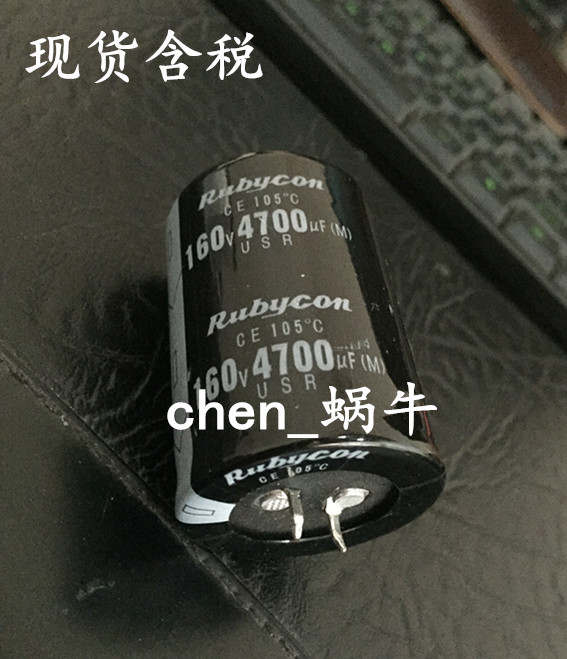 现货含税
Rubycon
CE 105°C
160V 4700μF(M)
USR
Rubycon
CE 105°C
160V 4700μF(M)
USR
chen_蜗牛
Rubycon
CE 105°C